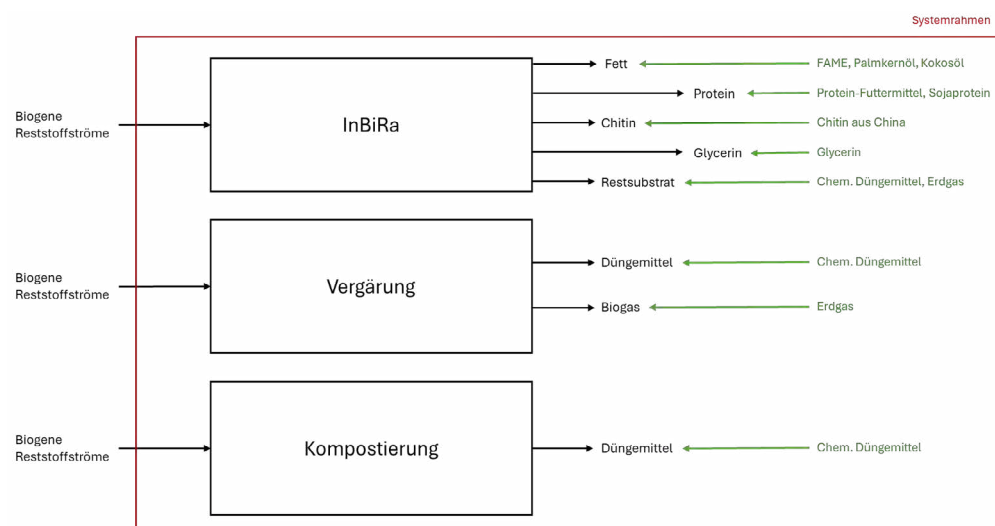 Systemrahmen
Fett
FAME, Palmkernöl, Kokosöl
Protein
Protein-Futtermittel, Sojaprotein
Biogene
Reststoffströme
InBiRa
Chitin
Chitin aus China
Glycerin
Glycerin
Restsubstrat
Chem. Düngemittel, Erdgas
Biogene
Reststoffströme
Vergärung
Düngemittel
Chem. Düngemittel
Biogas
Erdgas
Biogene
Reststoffströme
Kompostierung
Düngemittel
Chem. Düngemittel